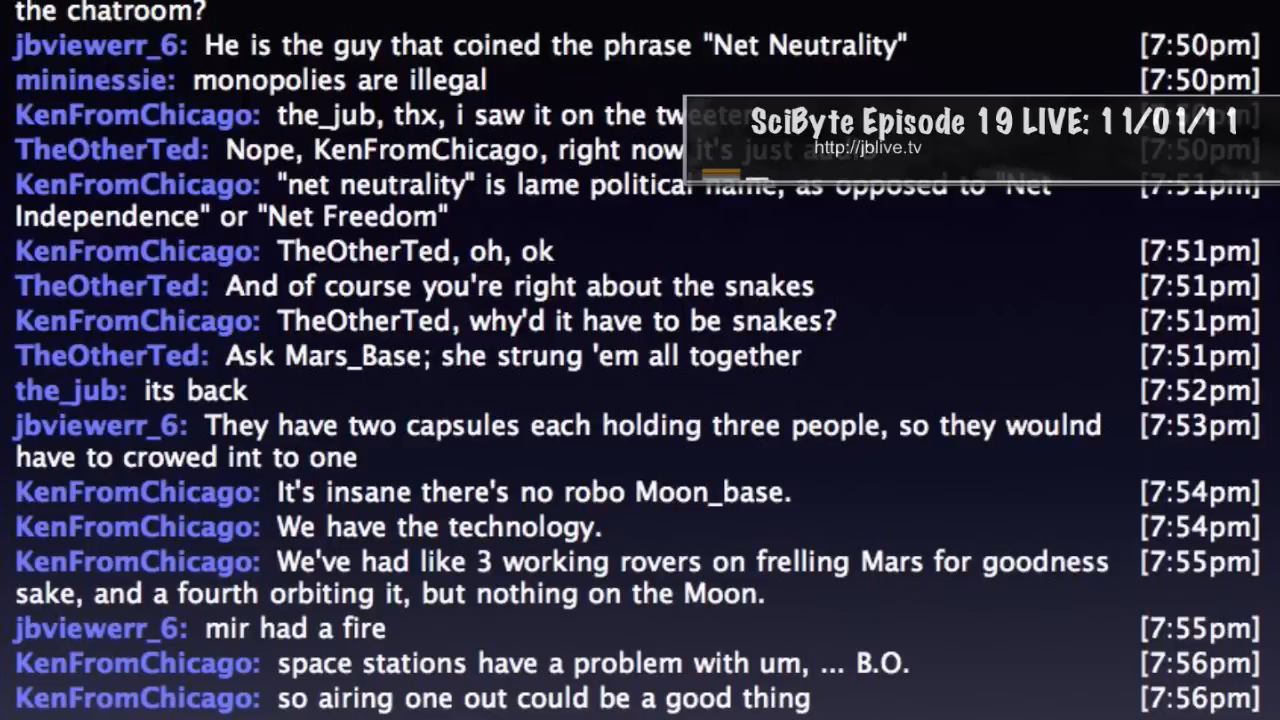 the chatroom?
jbviewerr_6: He is the guy that coined the phrase "Net Neutrality" [7:50pm]
mininessie: monopolies are illegal [7:50pm]
KenFromChicago: the_jub, thx, i saw it on the tweeter
SciByte Episode 19 LIVE: 11/01/11
http://jblive.tv
TheOtherTed: Nope, KenFromChicago, right now it's just audio
KenFromChicago: "net neutrality" is lame political name, as opposed to "Net [7:51pm]
Independence" or "Net Freedom"
KenFromChicago: TheOtherTed, oh, ok [7:51pm]
TheOtherTed: And of course you're right about the snakes [7:51pm]
KenFromChicago: TheOtherTed, why'd it have to be snakes? [7:51pm]
TheOtherTed: Ask Mars_Base; she strung 'em all together [7:51pm]
the_jub: its back [7:52pm]
jbviewerr_6: They have two capsules each holding three people, so they woulnd [7:53pm]
have to crowed int to one
KenFromChicago: It's insane there's no robo Moon_base. [7:54pm]
KenFromChicago: We have the technology. [7:54pm]
KenFromChicago: We've had like 3 working rovers on frelling Mars for goodness [7:55pm]
sake, and a fourth orbiting it, but nothing on the Moon.
jbviewerr_6: mir had a fire [7:55pm]
KenFromChicago: space stations have a problem with um, ... B.O. [7:56pm]
KenFromChicago: so airing one out could be a good thing [7:56pm]